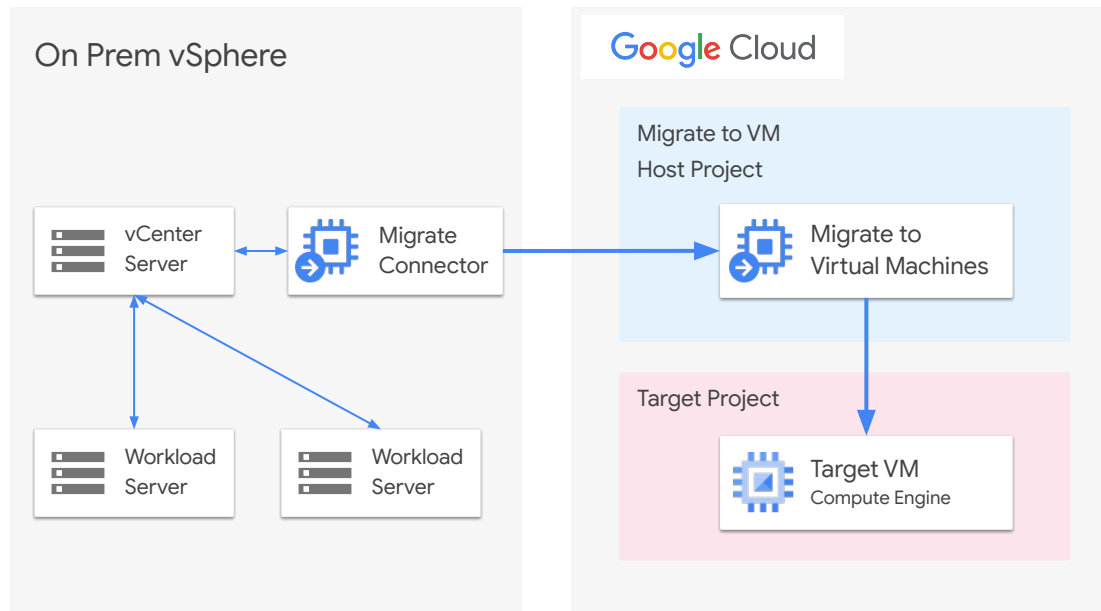 On Prem vSphere
Google Cloud
Migrate to VM
Host Project
vCenter
Server
Migrate
Connector
Migrate to
Virtual Machines
Workload
Server
Workload
Server
Target Project
Target VM
Compute Engine